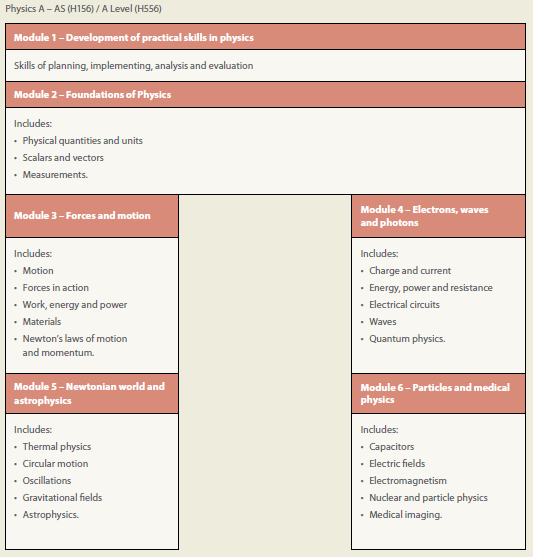 Physics A – AS (H156) / A Level (H556)
Module 1 – Development of practical skills in physics
Skills of planning, implementing, analysis and evaluation
Module 2 – Foundations of Physics
Includes:
• Physical quantities and units
• Scalars and vectors
• Measurements.
Module 3 – Forces and motion
Includes:
• Motion
• Forces in action
• Work, energy and power
• Materials
• Newton's laws of motion
and momentum.
Module 4 – Electrons, waves
and photons
Includes:
• Charge and current
• Energy, power and resistance
• Electrical circuits
• Waves
• Quantum physics.
Module 5 – Newtonian world and
astrophysics
Includes:
• Thermal physics
• Circular motion
• Oscillations
• Gravitational fields
• Astrophysics.
Module 6 – Particles and medical
physics
Includes:
• Capacitors
• Electric fields
• Electromagnetism
• Nuclear and particle physics
• Medical imaging.